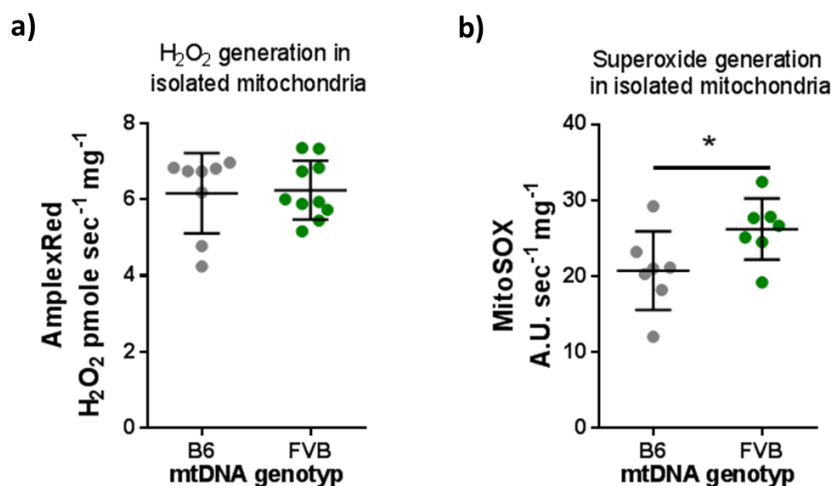 a)
H₂O₂ generation in
isolated mitochondria
AmplexRed
H₂O₂ pmole sec⁻¹ mg⁻¹
8
6
4
2
0
B6 FVB
mtDNA genotyp
b)
Superoxide generation
in isolated mitochondria
MitoSOX
A.U. sec⁻¹ mg⁻¹
40
30
20
10
0
*
B6 FVB
mtDNA genotyp